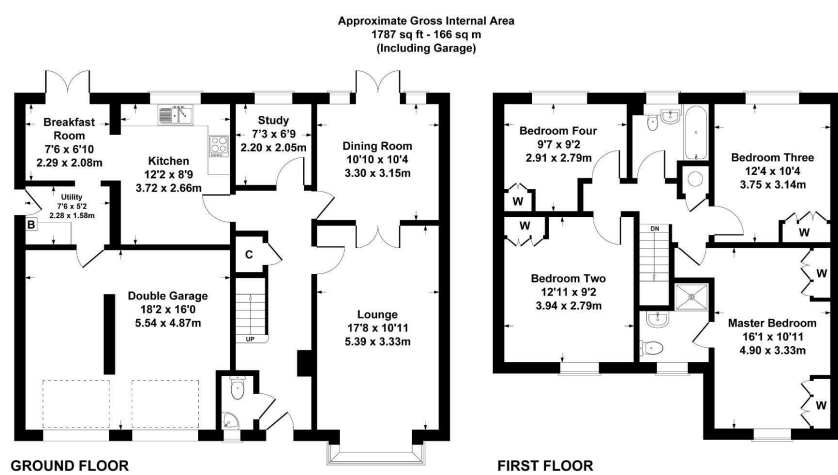 Approximate Gross Internal Area
1787 sq ft - 166 sq m
(Including Garage)
Breakfast
Room
7'6 x 6'10
2.29 x 2.08m
Kitchen
12'2 x 8'9
3.72 x 2.66m
Study
7'3 x 6'9
2.20 x 2.05m
Dining Room
10'10 x 10'4
3.30 x 3.15m
Utility
7'6 x 5'2
2.28 x 1.58m
B
C
Double Garage
18'2 x 16'0
5.54 x 4.87m
UP
Lounge
17'8 x 10'11
5.39 x 3.33m
GROUND FLOOR
Bedroom Four
9'7 x 9'2
2.91 x 2.79m
W
Bedroom Three
12'4 x 10'4
3.75 x 3.14m
W
W
DN
Bedroom Two
12'11 x 9'2
3.94 x 2.79m
W
Master Bedroom
16'1 x 10'11
4.90 x 3.33m
W
FIRST FLOOR